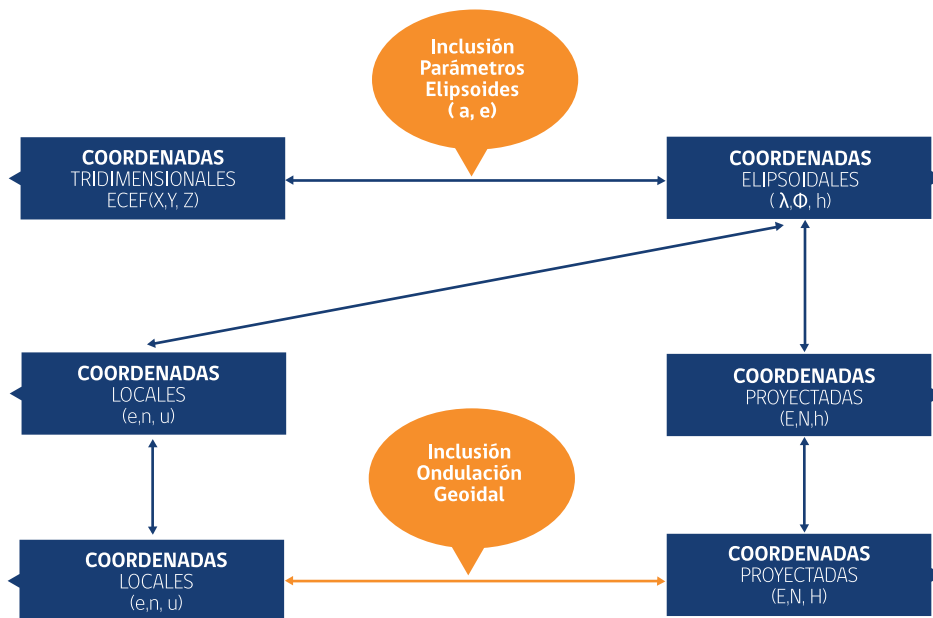 Inclusión
Parámetros
Elipsoides
( a, e)
COORDENADAS
TRIDIMENSIONALES
ECEF(X,Y, Z)
COORDENADAS
ELIPSOIDALES
( λ,Φ, h)
COORDENADAS
LOCALES
(e,n, u)
COORDENADAS
PROYECTADAS
(E,N,h)
Inclusión
Ondulación
Geoidal
COORDENADAS
LOCALES
(e,n, u)
COORDENADAS
PROYECTADAS
(E,N, H)